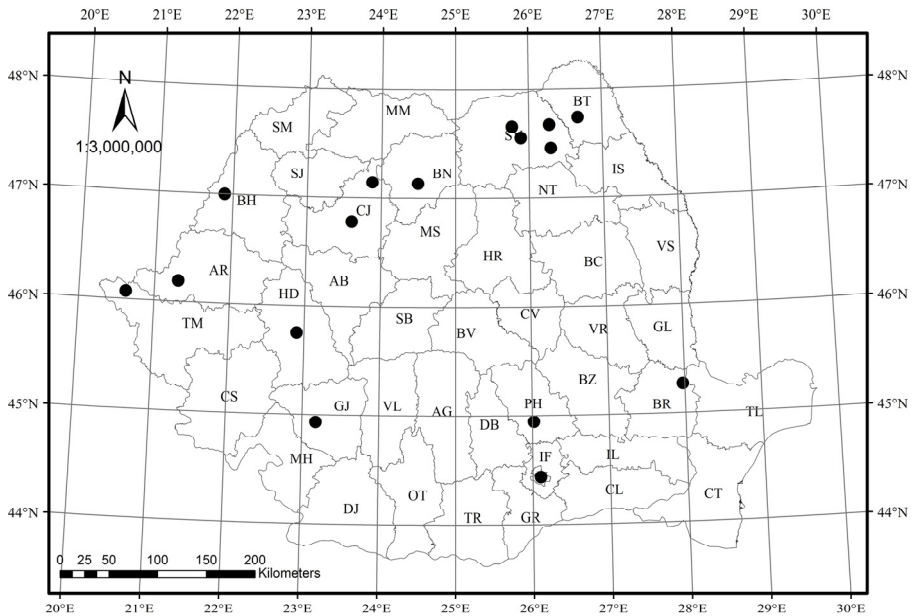 20°E 21°E 22°E 23°E 24°E 25°E 26°E 27°E 28°E 29°E 30°E
48°N 48°N
N
BT
MM
SM
1:3,000,000
S
IS
SJ BN
47°N 47°N
NT
BH
CJ
MS
VS
HR
BC
AR
AB
HD
46°N 46°N
CV
TM
SB
BV
VR
GL
BZ
CS
GJ VL AG
PH
BR
TL
45°N 45°N
DB
MH
IF
IL
CL
CT
OT
DJ
TR GR
44°N 44°N
0 25 50 100 150 200
Kilometers
20°E 21°E 22°E 23°E 24°E 25°E 26°E 27°E 28°E 29°E 30°E